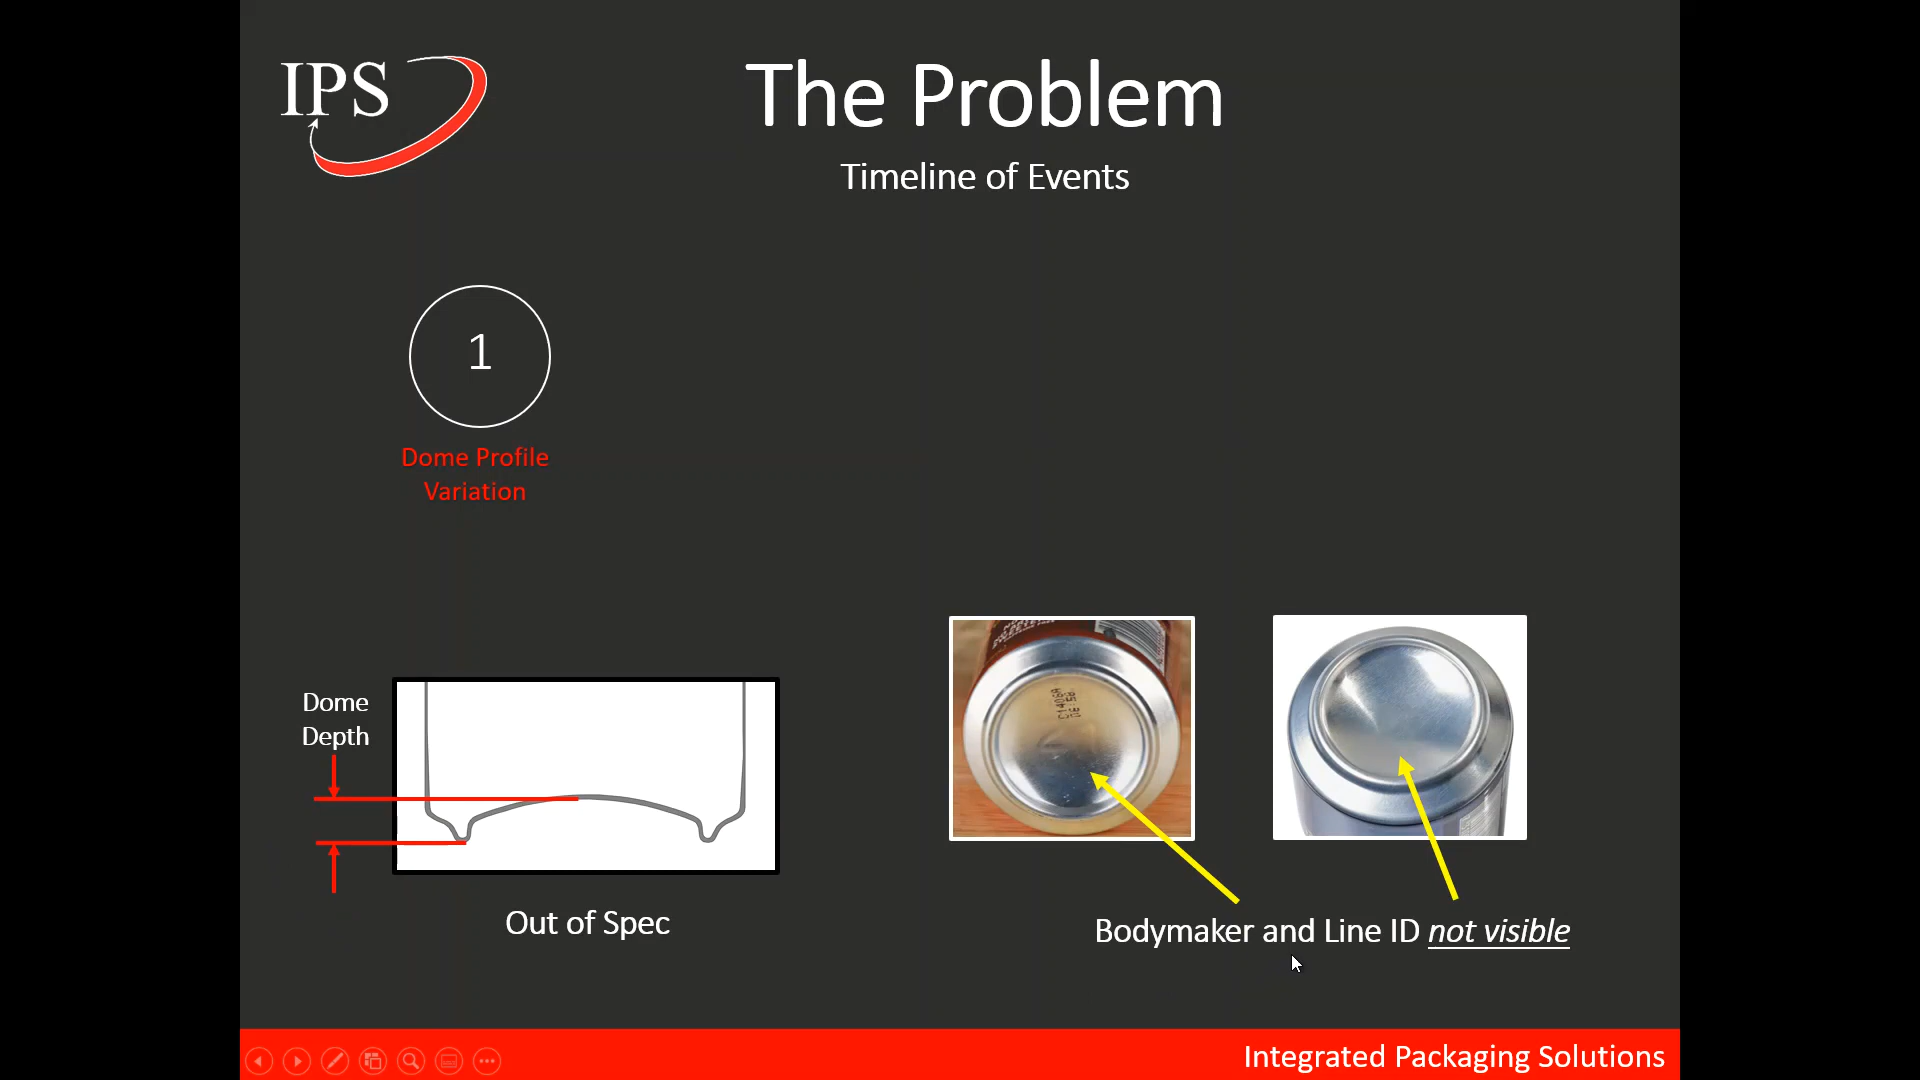 IPS
The Problem
Timeline of Events
1
Dome Profile
Variation
Dome
Depth
Out of Spec
C1406A
Bodymaker and Line ID not visible
Integrated Packaging Solutions